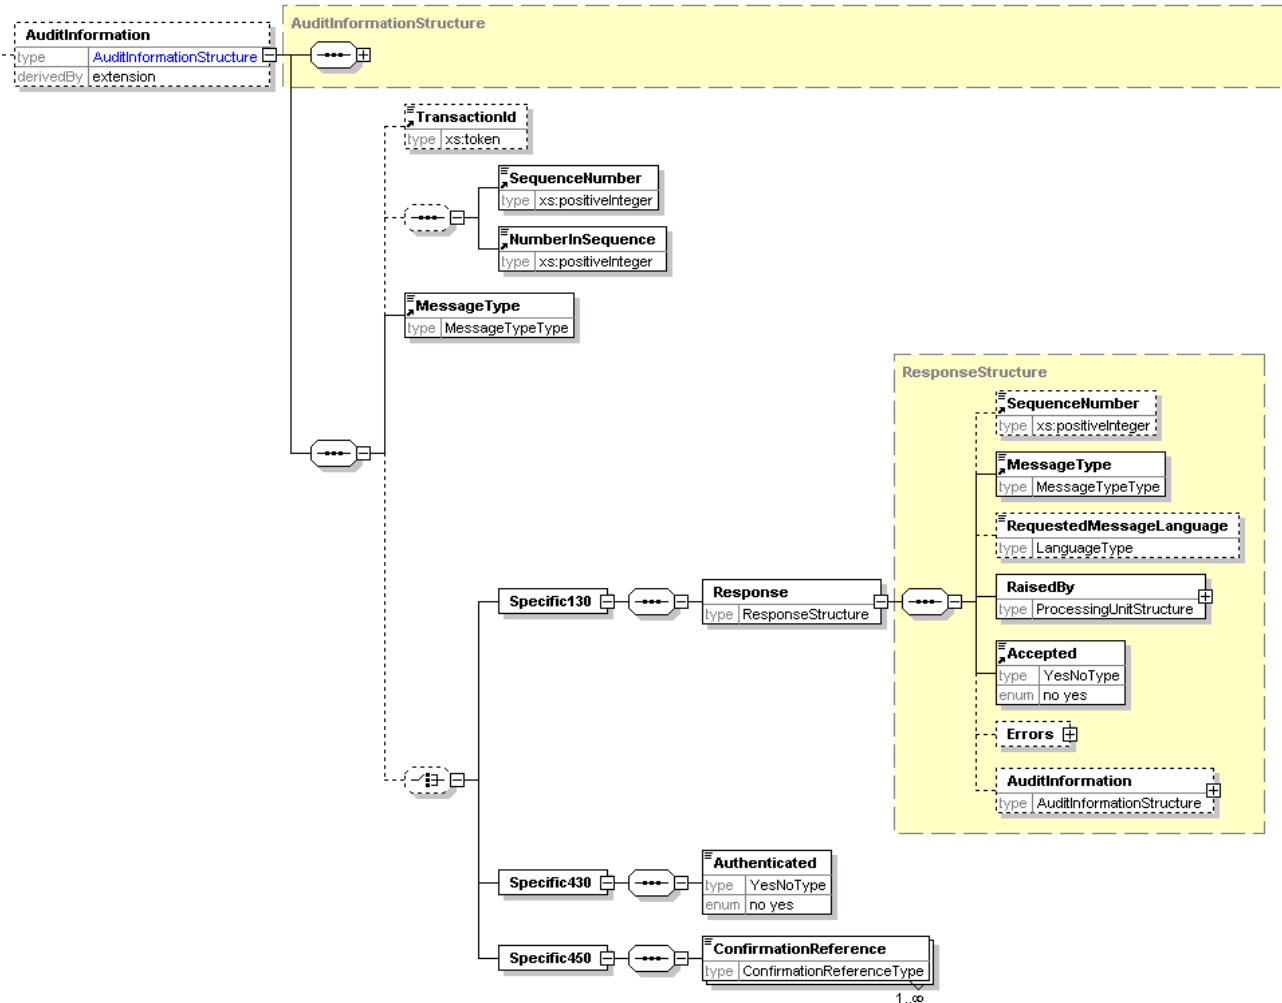 AuditInformationStructure
AuditInformation
type AuditInformationStructure
derivedBy extension
TransactionId
type xs:token
SequenceNumber
type xs:positiveInteger
NumberInSequence
type xs:positiveInteger
MessageType
type MessageTypeType
ResponseStructure
SequenceNumber
type xs:positiveInteger
MessageType
type MessageTypeType
RequestedMessageLanguage
type LanguageType
Specific130
Response
type ResponseStructure
RaisedBy
type ProcessingUnitStructure
Accepted
type YesNoType
enum no yes
Errors
AuditInformation
type AuditInformationStructure
Specific430
Authenticated
type YesNoType
enum no yes
Specific450
ConfirmationReference
type ConfirmationReferenceType
1..∞